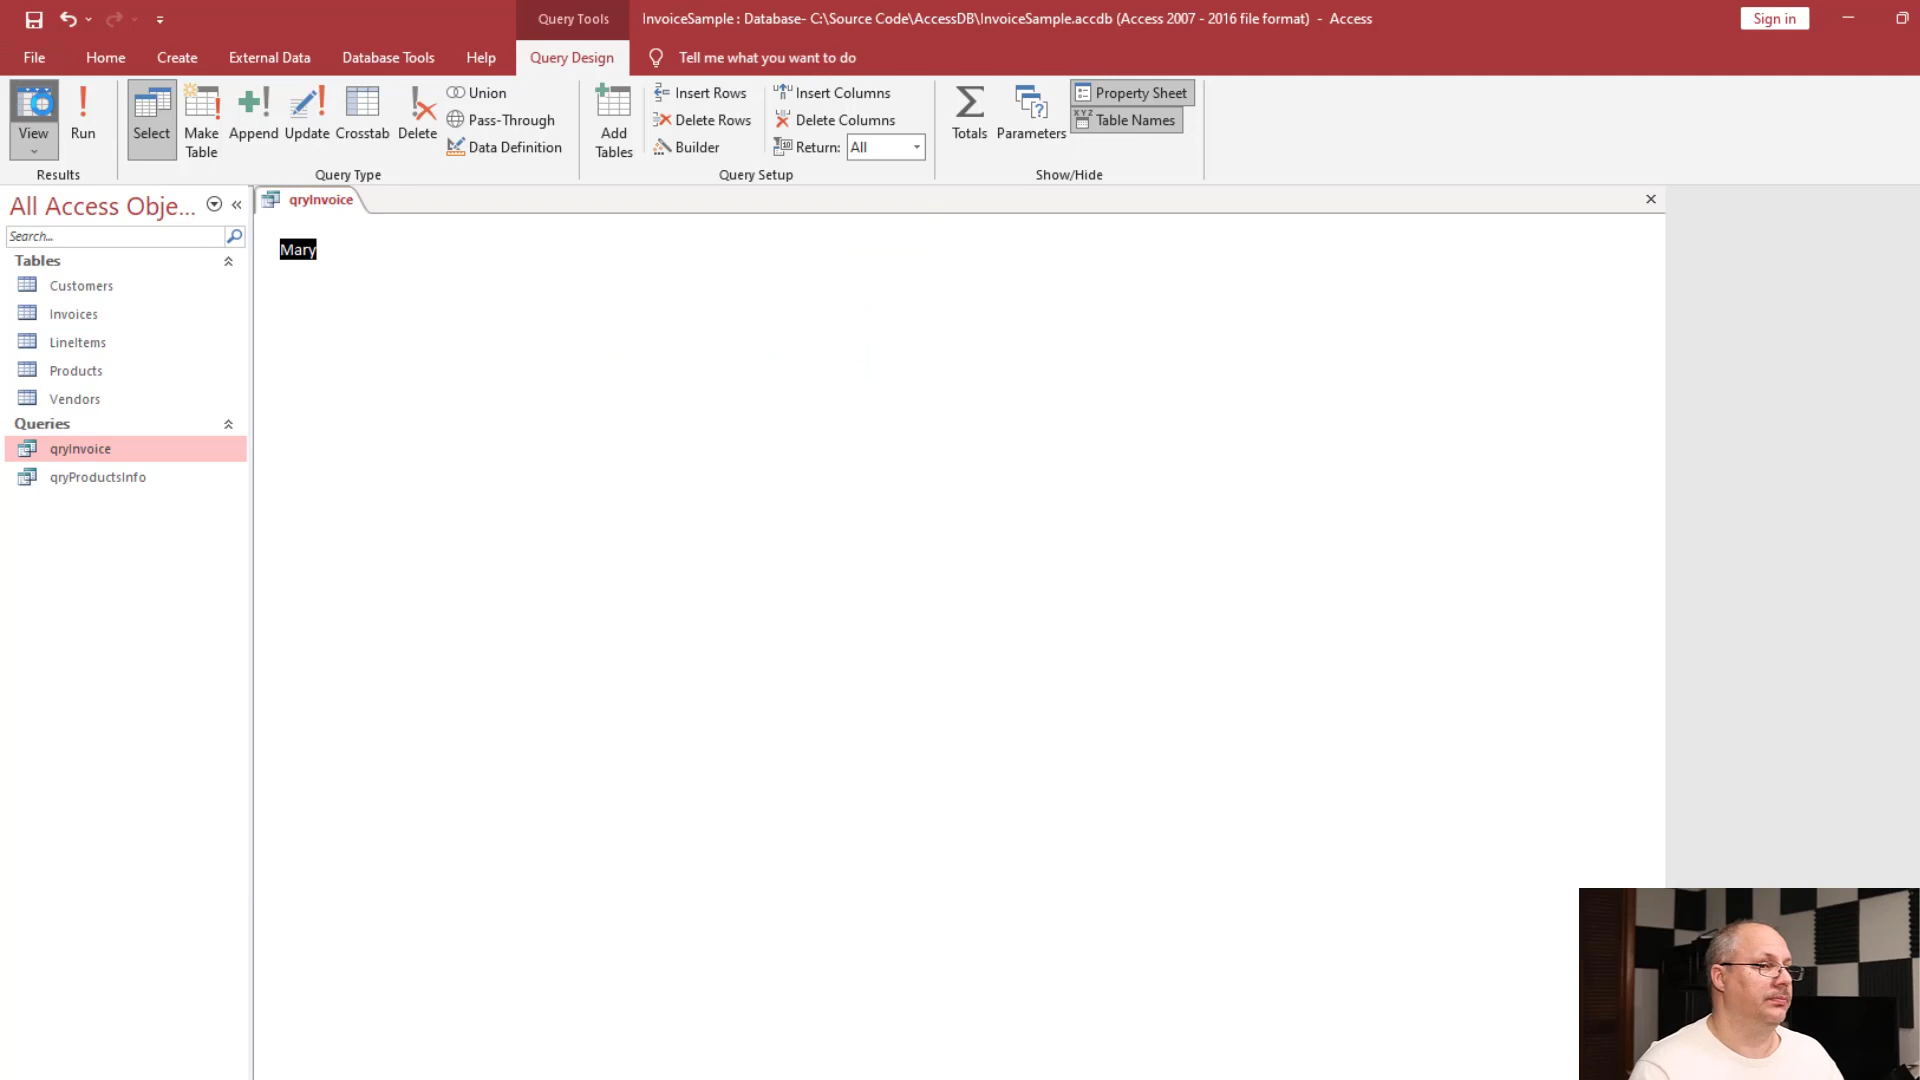 Query Tools
InvoiceSample : Database- C:\Source Code\AccessDB\InvoiceSample.accdb (Access 2007 - 2016 file format) - Access
Sign in
File
Home
Create
External Data
Database Tools
Help
Query Design
Tell me what you want to do
View
Run
Select
Make Table
Append
Update
Crosstab
Delete
Union
Pass-Through
Data Definition
Add Tables
Insert Rows
Delete Rows
Builder
Insert Columns
Delete Columns
Return: All
Totals
Parameters
Property Sheet
XYZ Table Names
Results
Query Type
Query Setup
Show/Hide
All Access Obje...
Search...
Tables
Customers
Invoices
LineItems
Products
Vendors
Queries
qryInvoice
qryProductsInfo
qryInvoice
Mary